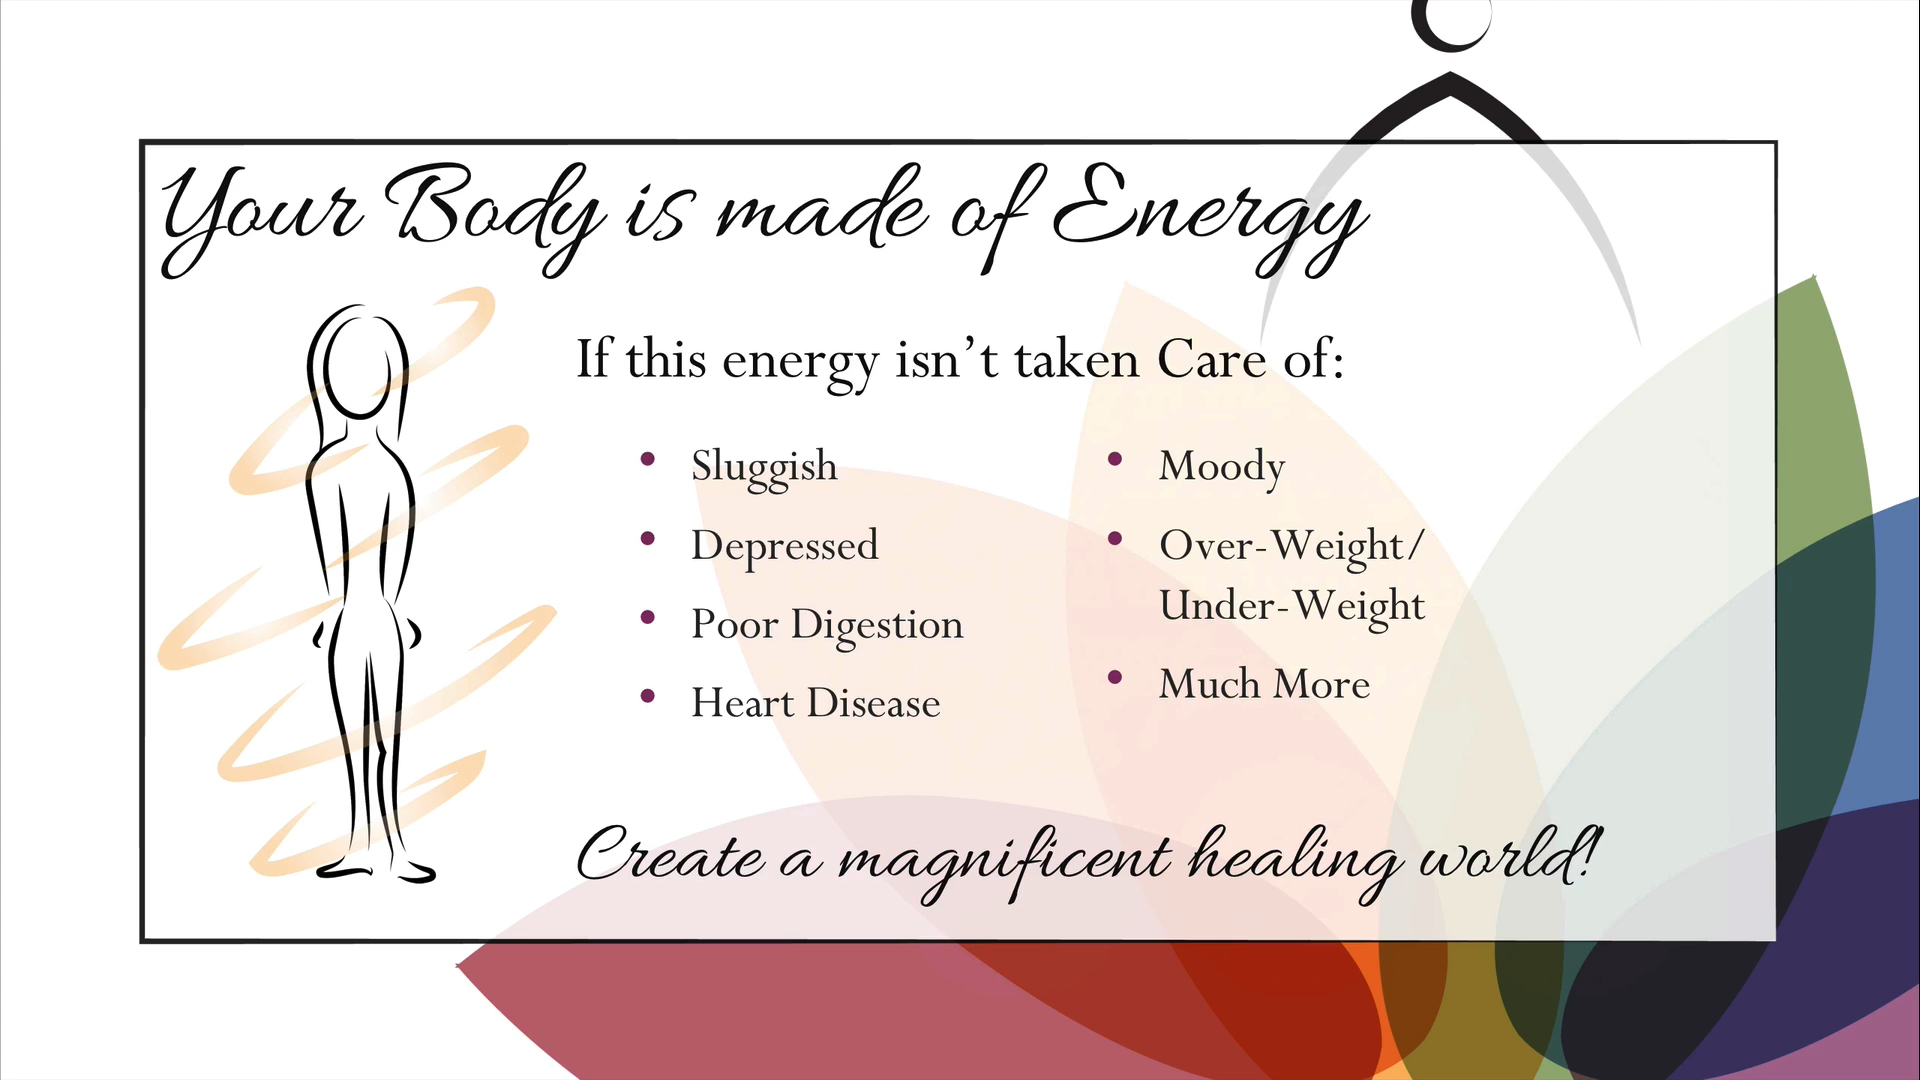 Your Body is made of Energy
If this energy isn’t taken Care of:
• Sluggish
• Depressed
• Poor Digestion
• Heart Disease
• Moody
• Over-Weight/
Under-Weight
• Much More
Create a magnificent healing world!